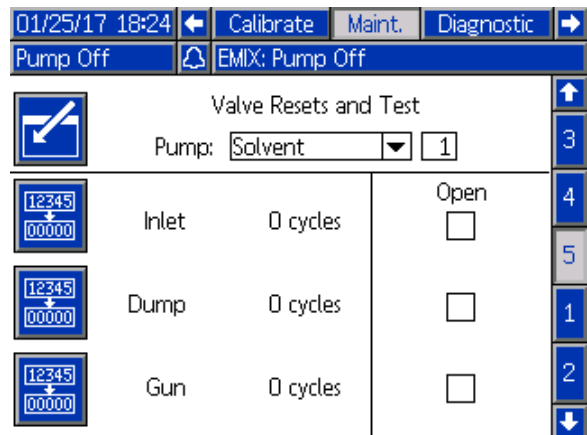 01/25/17 18:24 Calibrate Maint. Diagnostic
Pump Off EMIX: Pump Off
Valve Resets and Test
Pump: Solvent 1
3
4
5
1
2
Open
12345
00000
Inlet 0 cycles
12345
00000
Dump 0 cycles
12345
00000
Gun 0 cycles